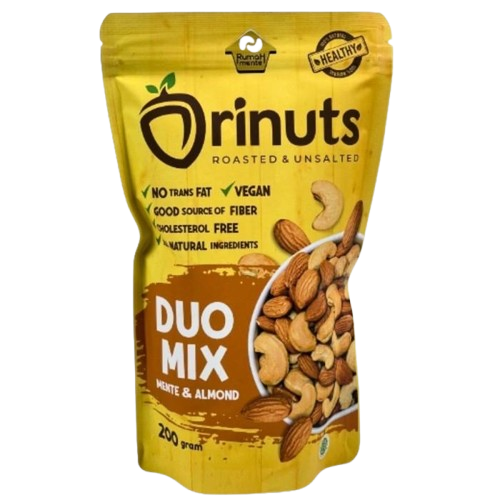 RUMAH
mente
HEALTHY
Orinuts
ROASTED & UNSALTED
NO TRANS FAT VEGAN
GOOD SOURCE OF FIBER
CHOLESTEROL FREE
NATURAL INGREDIENTS
DUO
MIX
MENTE & ALMOND
200 gram